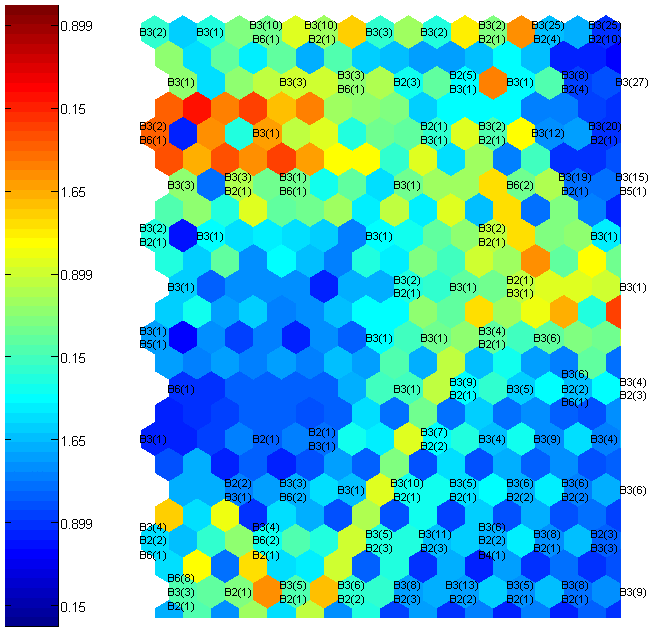 0.899
0.15
1.65
0.899
0.15
1.65
0.899
0.15
B3(2) B3(1) B3(10) B3(10) B3(3) B3(2) B3(2) B3(25) B3(25)
B6(1) B2(1) B2(1) B2(4) B2(10)
B3(1) B3(3) B3(3) B2(3) B2(5) B3(1) B3(8) B3(27)
B6(1) B3(1) B2(4)
B3(2) B3(1) B2(1) B3(2) B3(12) B3(20)
B6(1) B3(1) B2(1) B2(1)
B3(3) B3(3) B3(1) B3(1) B6(2) B3(19) B3(15)
B2(1) B6(1) B2(1) B5(1)
B3(2) B3(1) B3(1) B3(2) B3(1)
B2(1) B2(1)
B3(1) B3(2) B3(1) B2(1) B3(1)
B2(1) B3(1)
B3(1) B3(1) B3(1) B3(4) B3(6)
B5(1) B2(1)
B6(1) B3(1) B3(9) B3(5) B3(6) B3(4)
B2(1) B2(2) B2(3)
B6(1)
B3(1) B2(1) B2(1) B3(7) B3(4) B3(9) B3(4)
B3(1) B2(2)
B2(2) B3(3) B3(1) B3(10) B3(5) B3(6) B3(6) B3(6)
B3(1) B6(2) B2(1) B2(1) B2(2) B2(2)
B3(4) B3(4) B3(5) B3(11) B3(6) B3(8) B2(3)
B2(2) B6(2) B2(3) B2(3) B2(2) B2(1) B3(3)
B6(1) B2(1) B4(1)
B6(8) B2(1) B3(5) B3(6) B3(8) B3(13) B3(5) B3(8) B3(9)
B3(3) B2(1) B2(2) B2(3) B2(2) B2(1) B2(1)
B2(1)